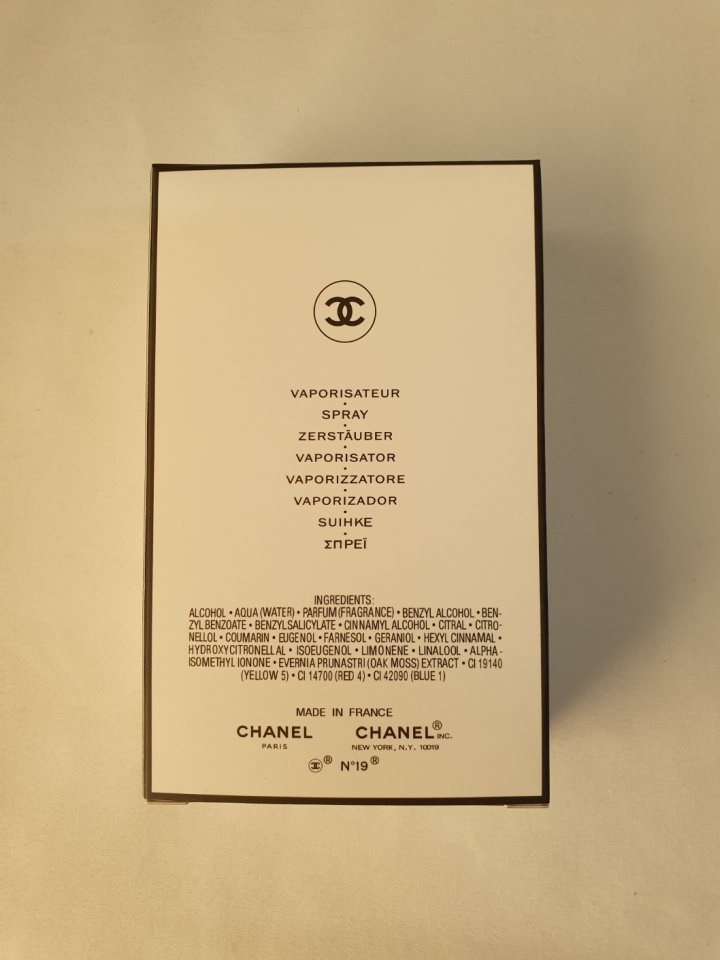 VAPORISATEUR
•
SPRAY
•
ZERSTÄUBER
•
VAPORISATOR
•
VAPORIZZATORE
•
VAPORIZADOR
•
SUIHKE
•
ΣΠΡΕΪ
INGREDIENTS:
ALCOHOL • AQUA (WATER) • PARFUM (FRAGRANCE) • BENZYL ALCOHOL • BEN-
ZYL BENZOATE • BENZYL SALICYLATE • CINNAMYL ALCOHOL • CITRAL • CITRO-
NELLOL • COUMARIN • EUGENOL • FARNESOL • GERANIOL • HEXYL CINNAMAL •
HYDROXYCITRONELLAL • ISOEUGENOL • LIMONENE • LINALOOL • ALPHA-
ISOMETHYL IONONE • EVERNIA PRUNASTRI (OAK MOSS) EXTRACT • CI 19140
(YELLOW 5) • CI 14700 (RED 4) • CI 42090 (BLUE 1)
MADE IN FRANCE
CHANEL CHANEL® INC.
PARIS NEW YORK, N.Y. 10019
® N°19®